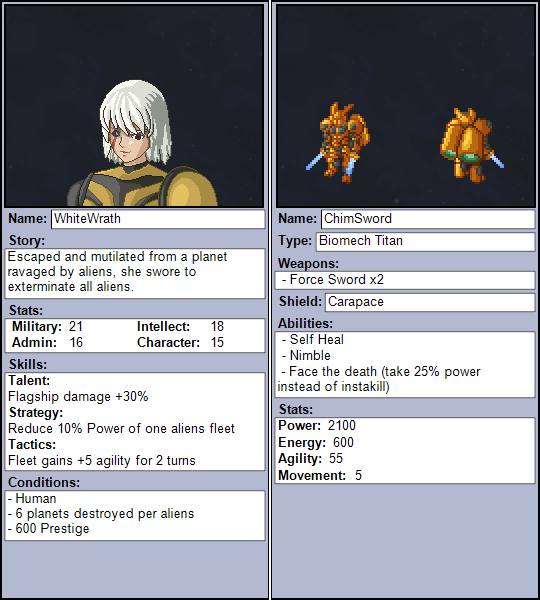 Name: WhiteWrath
Story:
Escaped and mutilated from a planet
ravaged by aliens, she swore to
exterminate all aliens.
Stats:
Military: 21 Intellect: 18
Admin: 16 Character: 15
Skills:
Talent:
Flagship damage +30%
Strategy:
Reduce 10% Power of one aliens fleet
Tactics:
Fleet gains +5 agility for 2 turns
Conditions:
- Human
- 6 planets destroyed per aliens
- 600 Prestige
Name: ChimSword
Type: Biomech Titan
Weapons:
- Force Sword x2
Shield: Carapace
Abilities:
- Self Heal
- Nimble
- Face the death (take 25% power
instead of instakill)
Stats:
Power: 2100
Energy: 600
Agility: 55
Movement: 5